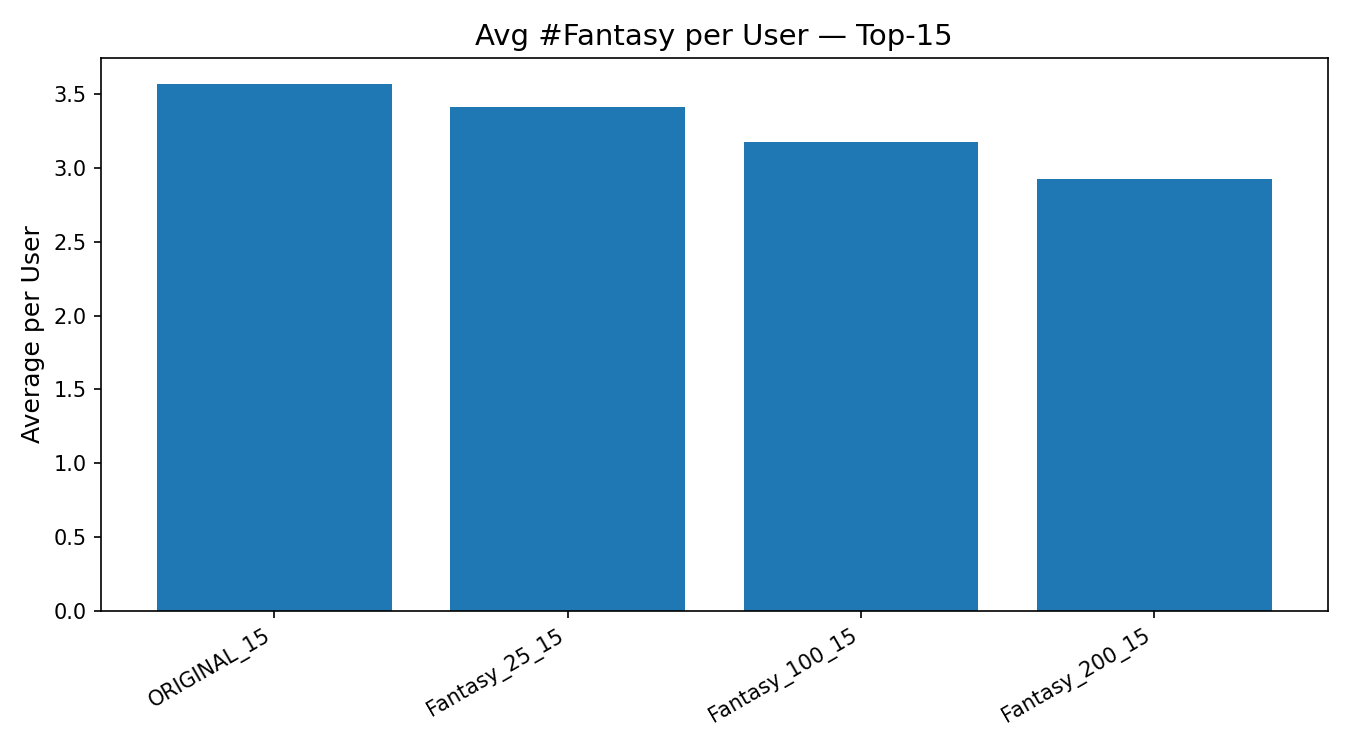 Avg #Fantasy per User — Top-15
Average per User
3.5
3.0
2.5
2.0
1.5
1.0
0.5
0.0
ORIGINAL_15
Fantasy_25_15
Fantasy_100_15
Fantasy_200_15